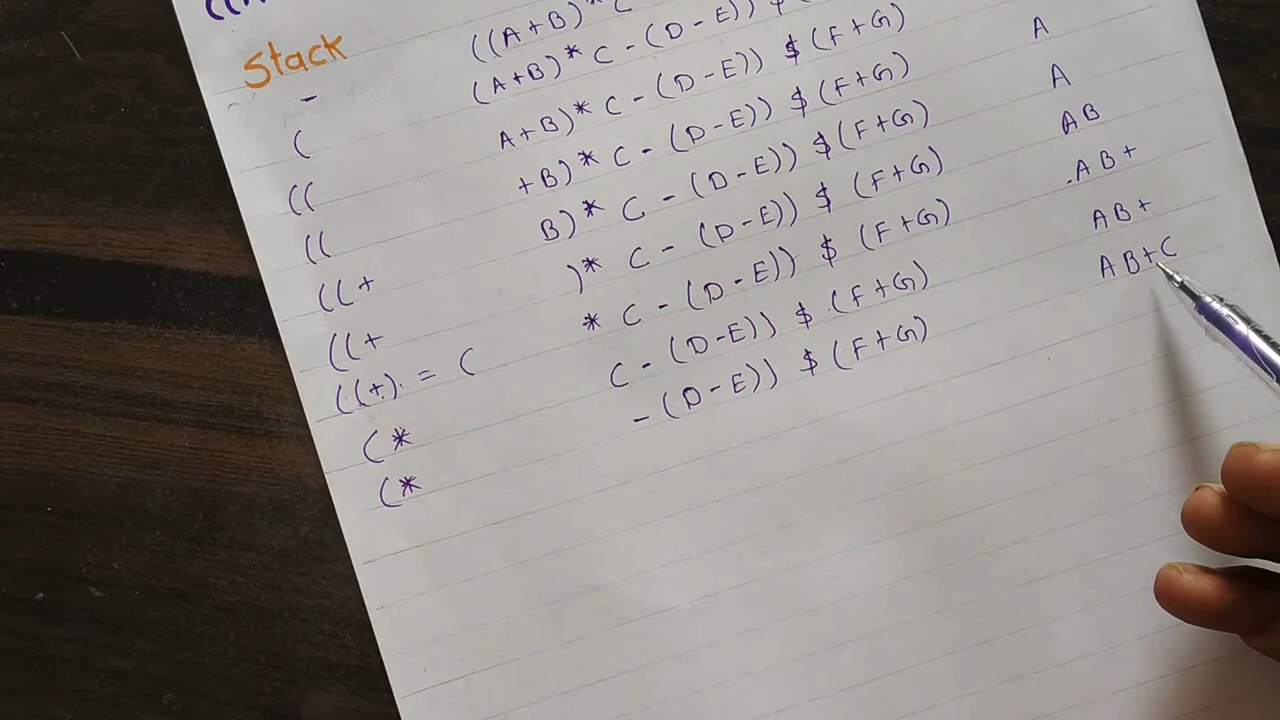 Stack
- ((A+B)*C-(D-E))$
( (A+B)*C-(D-E))$(F+G)
(( A+B)*C-(D-E))$(F+G)
(( +B)*C-(D-E))$(F+G) A
((+ B)*C-(D-E))$(F+G) A
((+ )*C-(D-E))$(F+G) AB
((+) = ( *C-(D-E))$(F+G) AB+
(* C-(D-E))$(F+G) AB+
(* -(D-E))$(F+G) AB+C